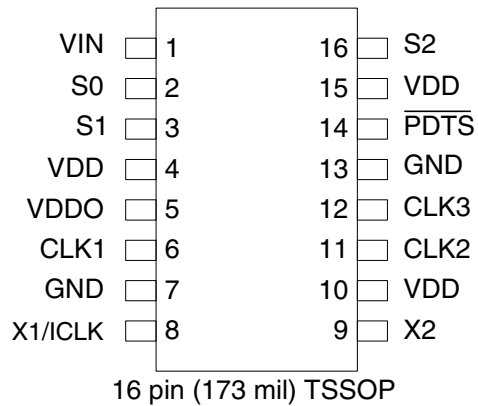 VIN 1 16 S2
S0 2 15 VDD
S1 3 14 PDTS
VDD 4 13 GND
VDDO 5 12 CLK3
CLK1 6 11 CLK2
GND 7 10 VDD
X1/ICLK 8 9 X2
16 pin (173 mil) TSSOP